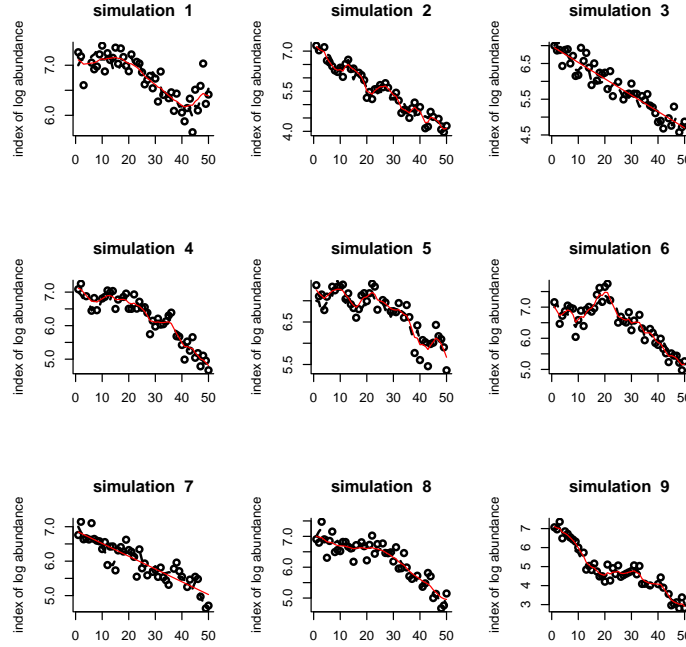 simulation 1
index of log abundance
7.0
6.0
0 10 20 30 40 50
simulation 2
index of log abundance
7.0
5.5
4.0
0 10 20 30 40 50
simulation 3
index of log abundance
6.5
5.5
4.5
0 10 20 30 40 50
simulation 4
index of log abundance
7.0
6.0
5.0
0 10 20 30 40 50
simulation 5
index of log abundance
6.5
5.5
0 10 20 30 40 50
simulation 6
index of log abundance
7.0
6.0
5.0
0 10 20 30 40 50
simulation 7
index of log abundance
7.0
6.0
5.0
0 10 20 30 40 50
simulation 8
index of log abundance
7.0
6.0
5.0
0 10 20 30 40 50
simulation 9
index of log abundance
7
6
5
4
3
0 10 20 30 40 50